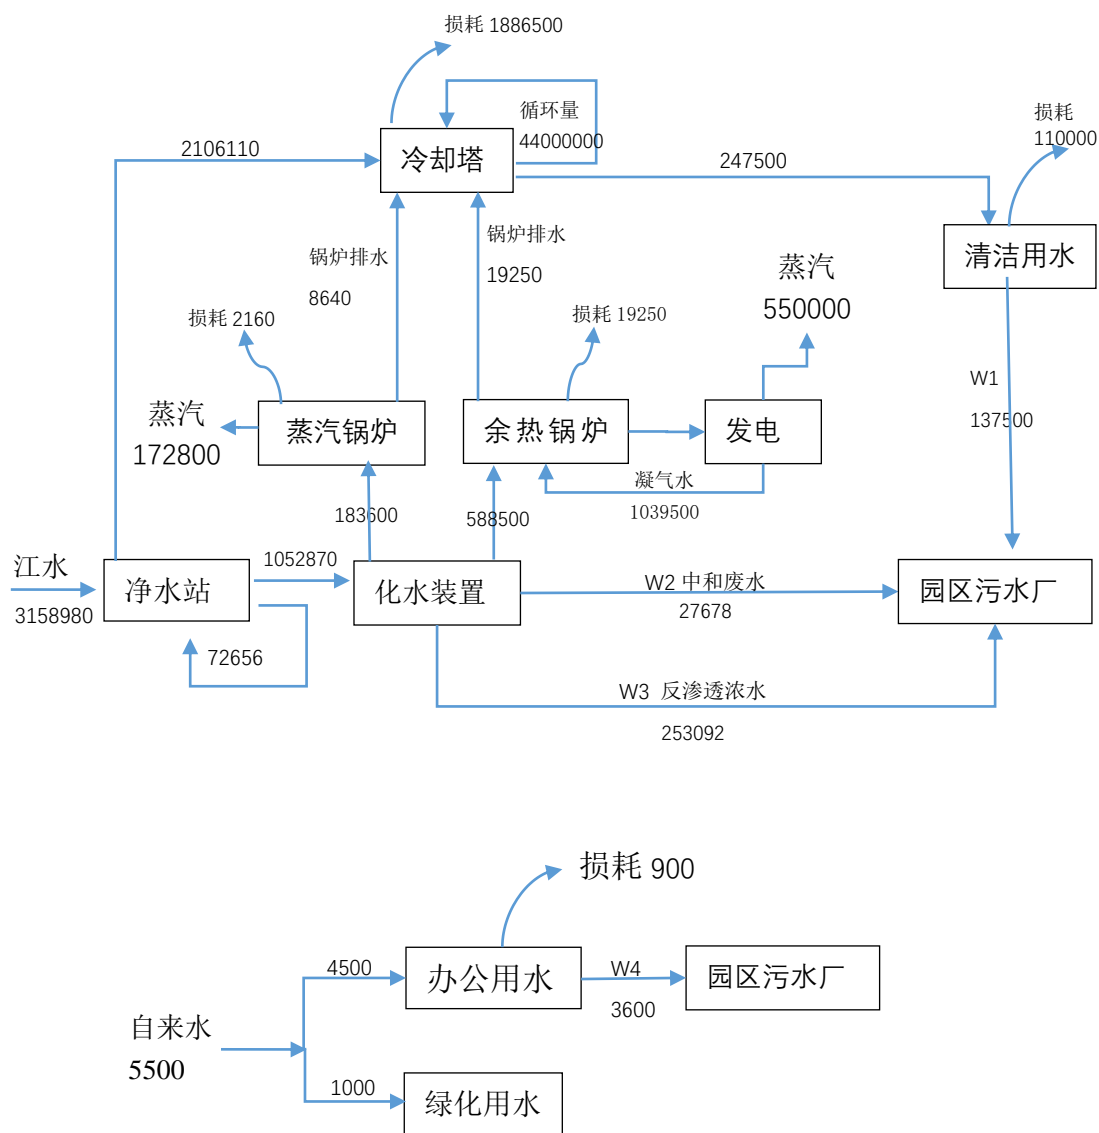 损耗 1886500
循环量
44000000
损耗
110000
2106110
冷却塔
247500
锅炉排水
19250
清洁用水
锅炉排水
8640
蒸汽
550000
损耗 2160
损耗 19250
W1
137500
蒸汽
172800
蒸汽锅炉
余热锅炉
发电
凝气水
1039500
183600
588500
江水
3158980
净水站
1052870
化水装置
W2 中和废水
27678
园区污水厂
72656
W3 反渗透浓水
253092
损耗 900
4500
办公用水
W4
3600
园区污水厂
自来水
5500
1000
绿化用水